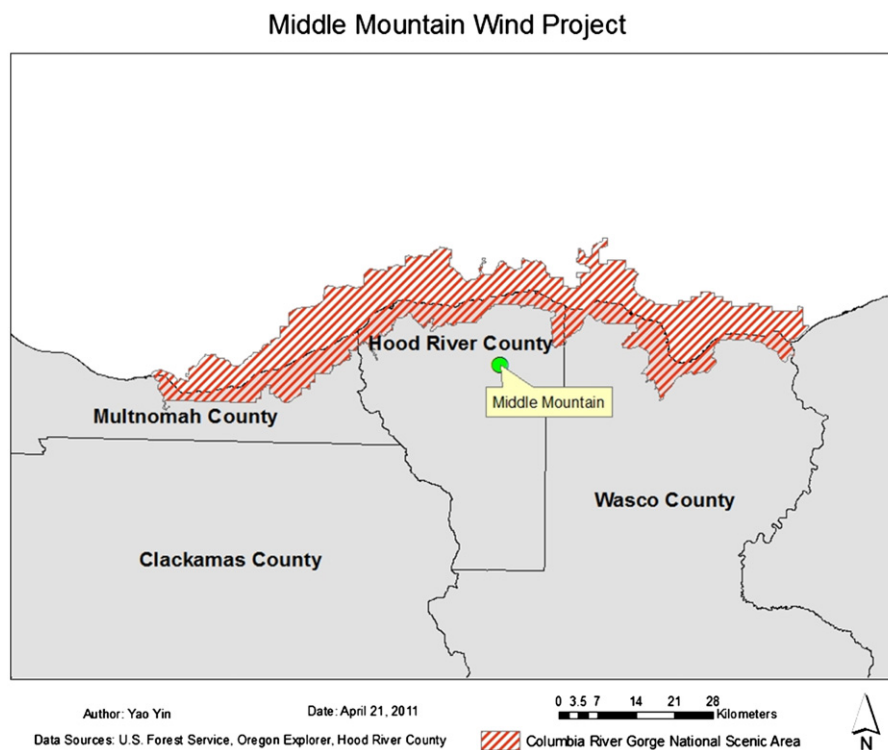 Middle Mountain Wind Project
Hood River County
Middle Mountain
Multnomah County
Wasco County
Clackamas County
Author: Yao Yin
Date: April 21, 2011
0 3.5 7 14 21 28
Kilometers
N
Data Sources: U.S. Forest Service, Oregon Explorer, Hood River County
Columbia River Gorge National Scenic Area